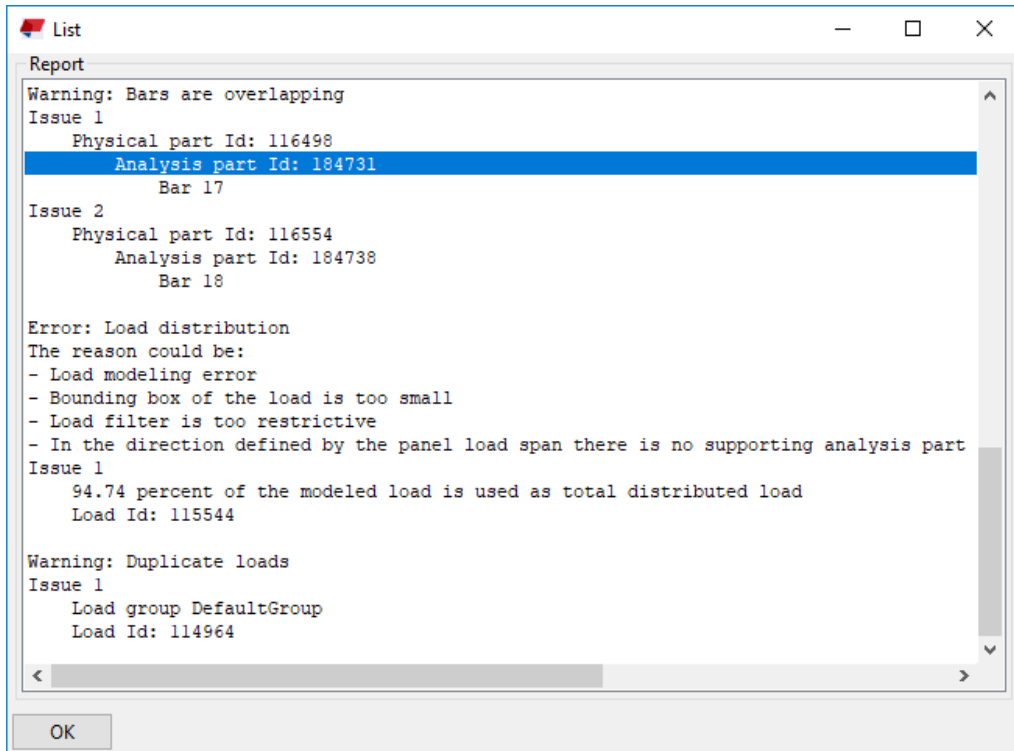 List
Report
Warning: Bars are overlapping
Issue 1
Physical part Id: 116498
Analysis part Id: 184731
Bar 17
Issue 2
Physical part Id: 116554
Analysis part Id: 184738
Bar 18
Error: Load distribution
The reason could be:
- Load modeling error
- Bounding box of the load is too small
- Load filter is too restrictive
- In the direction defined by the panel load span there is no supporting analysis part
Issue 1
94.74 percent of the modeled load is used as total distributed load
Load Id: 115544
Warning: Duplicate loads
Issue 1
Load group DefaultGroup
Load Id: 114964
OK